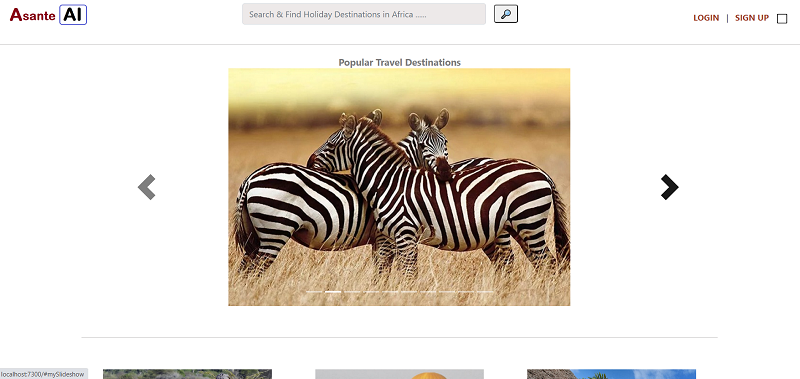 Asante AI
Search & Find Holiday Destinations in Africa .....
LOGIN | SIGN UP
Popular Travel Destinations
localhost:7300/#mySlideshow